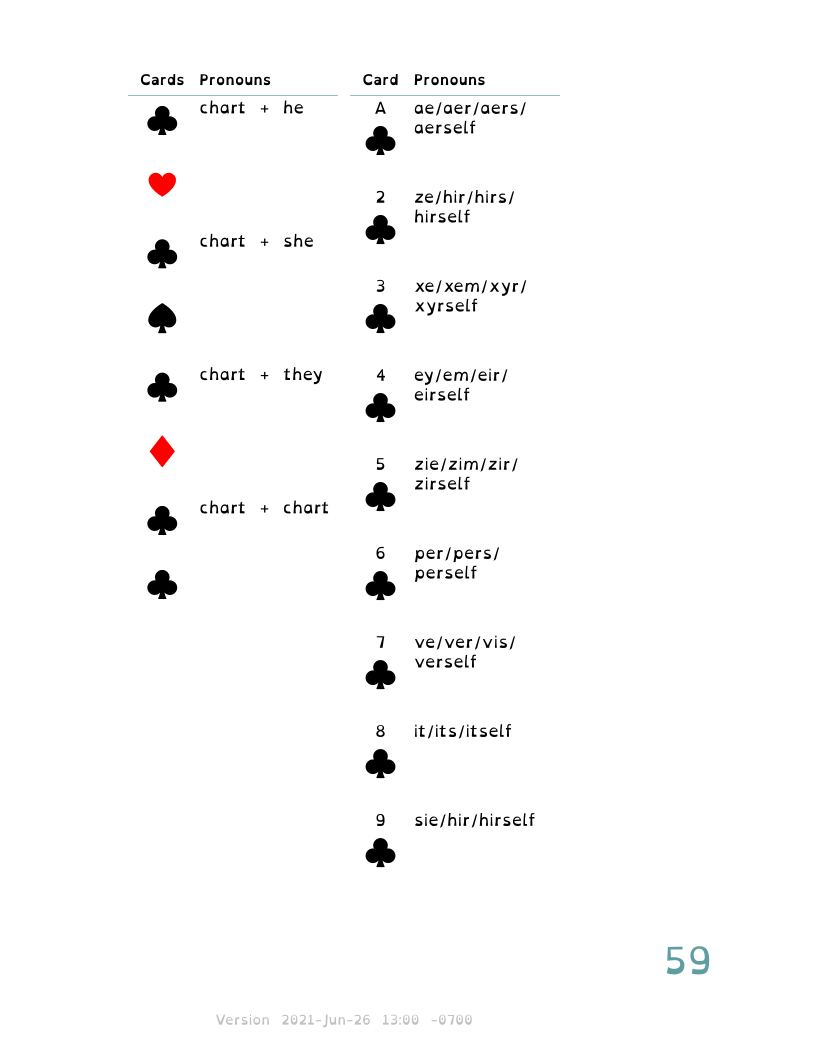 Cards Pronouns
chart + he
chart + she
chart + they
chart + chart
Card Pronouns
A ae/aer/aers/
aerself
2 ze/hir/hirs/
hirself
3 xe/xem/xyr/
xyrself
4 ey/em/eir/
eirself
5 zie/zim/zir/
zirself
6 per/pers/
perself
7 ve/ver/vis/
verself
8 it/its/itself
9 sie/hir/hirself
59
Version 2021-Jun-26 13:00 -0700